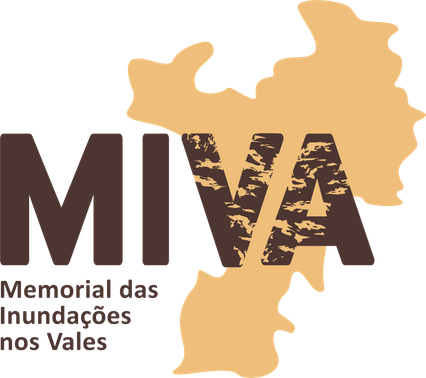 MIVA
Memorial das
Inundações
nos Vales